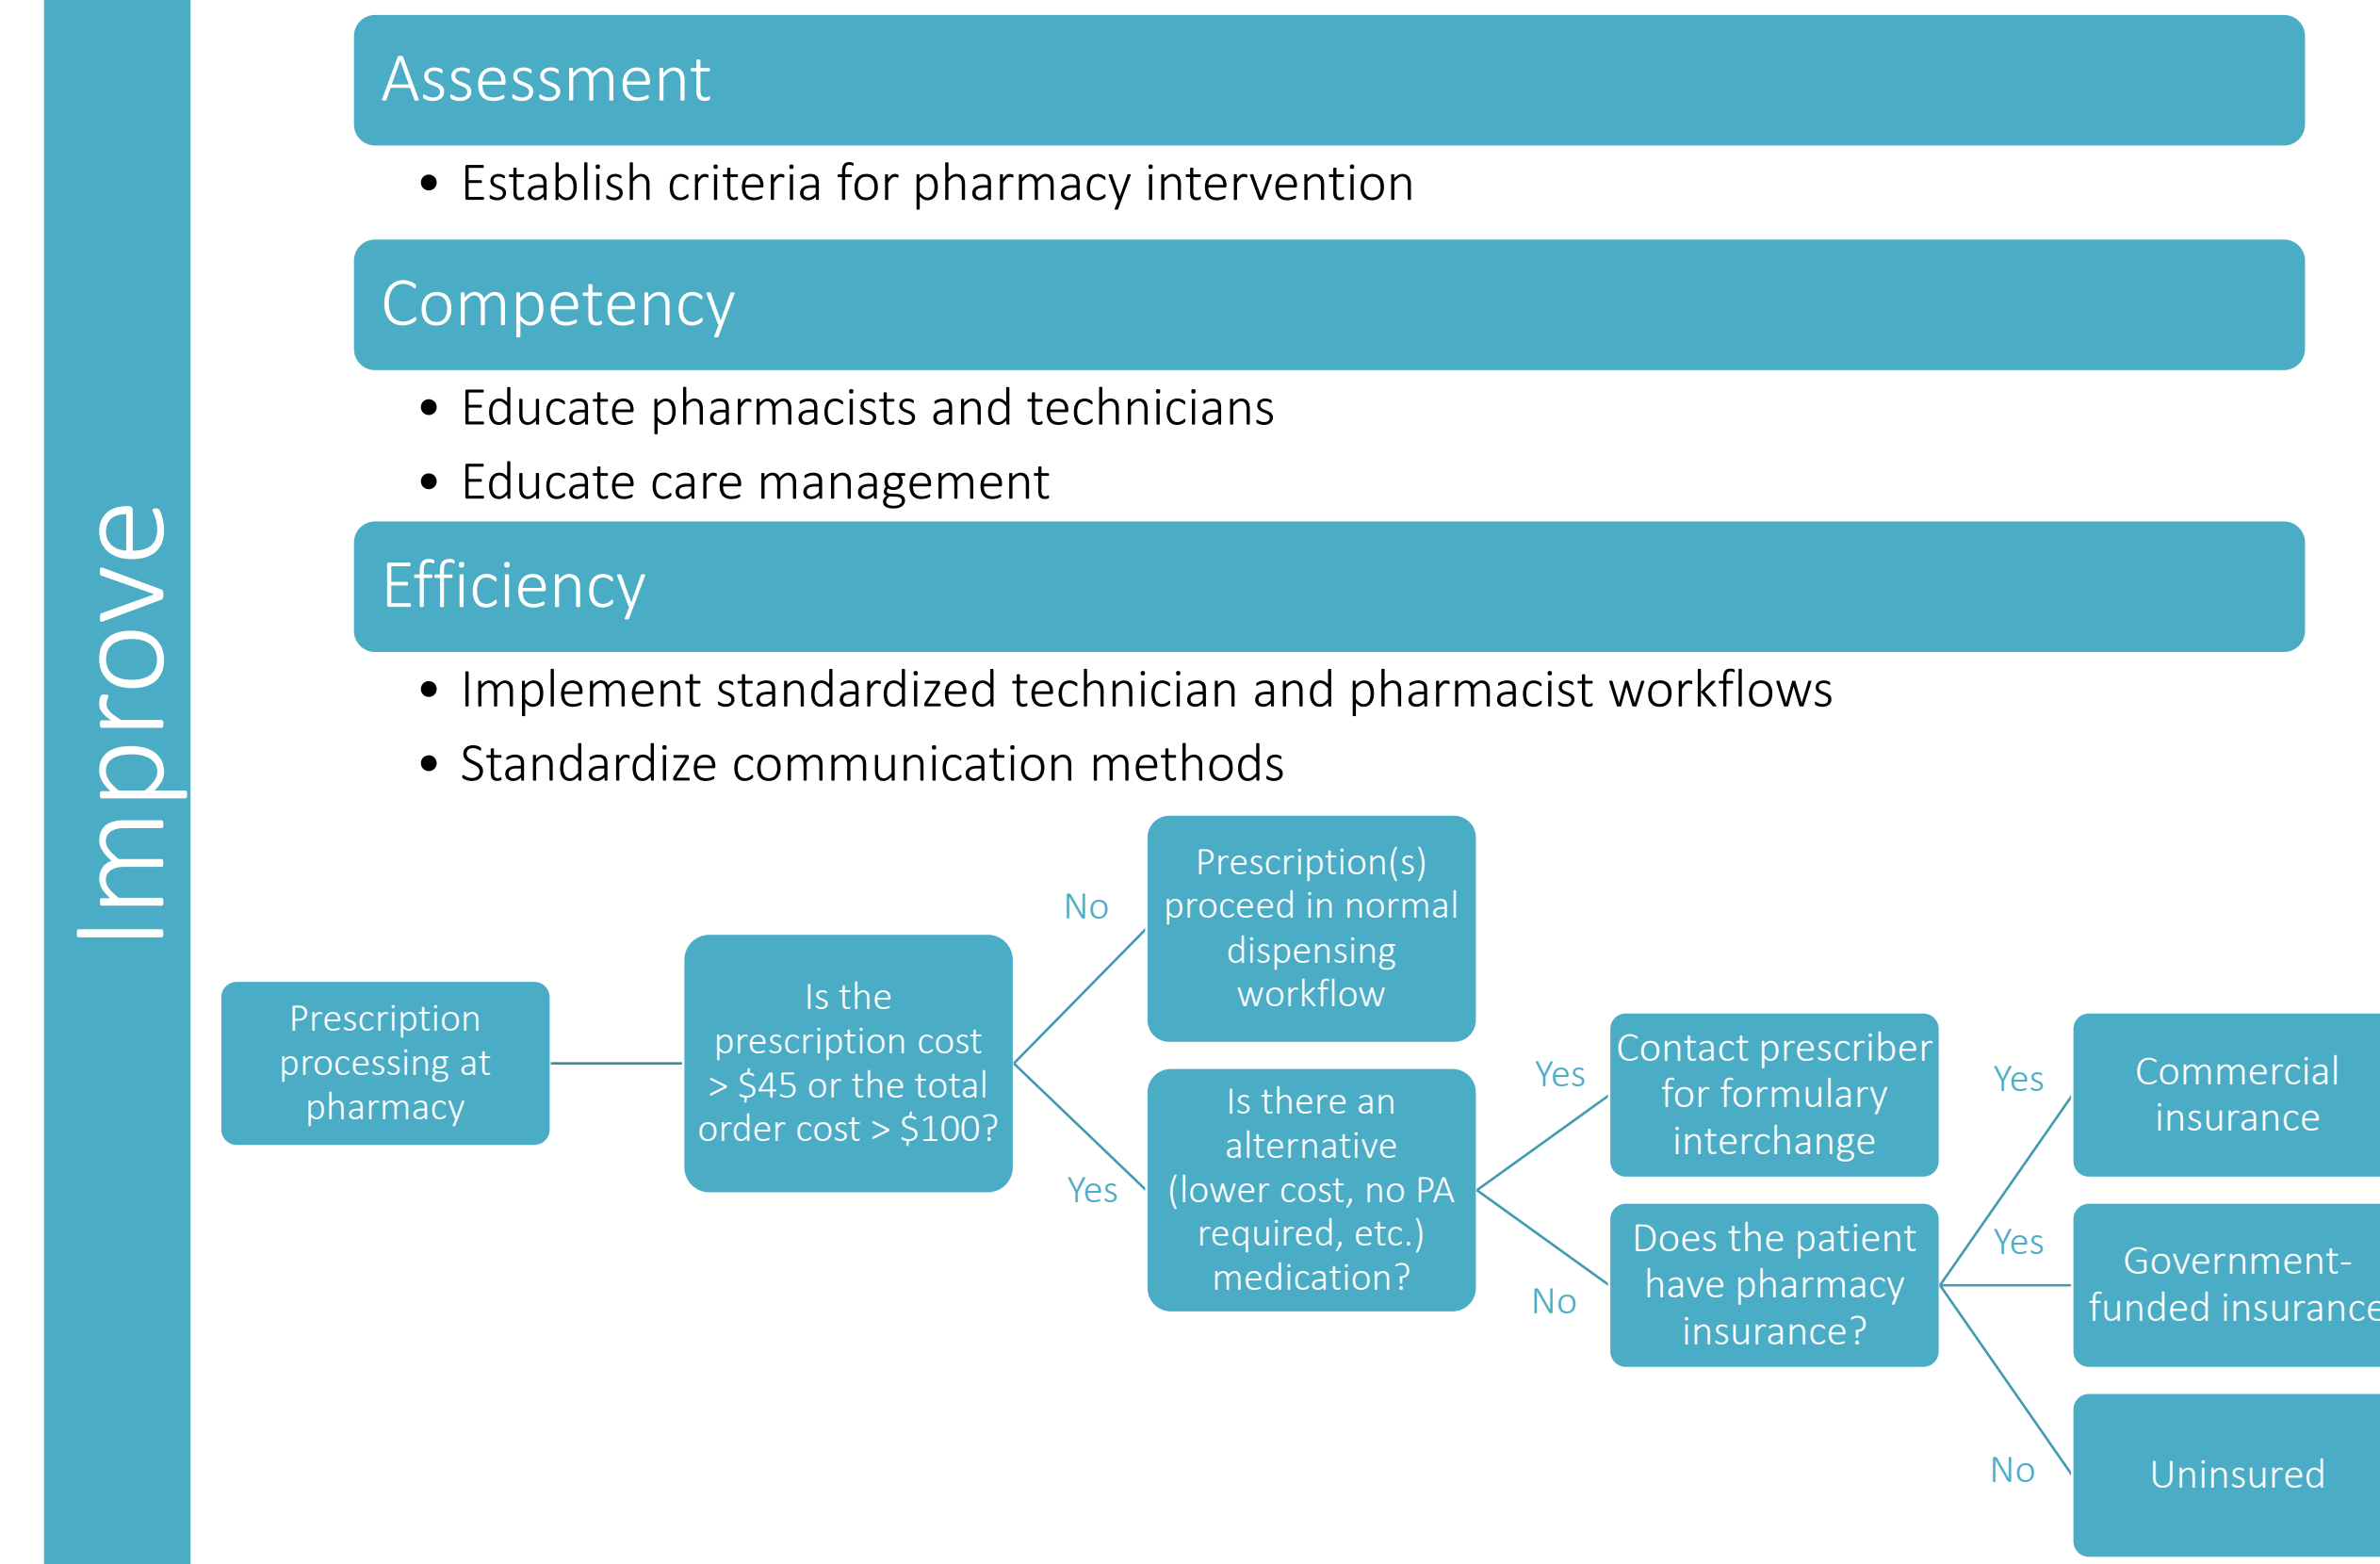 Improve
Assessment
• Establish criteria for pharmacy intervention
Competency
• Educate pharmacists and technicians
• Educate care management
Efficiency
• Implement standardized technician and pharmacist workflows
• Standardize communication methods
Prescription
processing at
pharmacy
Is the
prescription cost
> $45 or the total
order cost > $100?
No
Prescription(s)
proceed in normal
dispensing
workflow
Yes
Is there an
alternative
(lower cost, no PA
required, etc.)
medication?
Yes
Contact prescriber
for formulary
interchange
No
Does the patient
have pharmacy
insurance?
Yes
Commercial
insurance
Yes
Government-
funded insurance
No
Uninsured